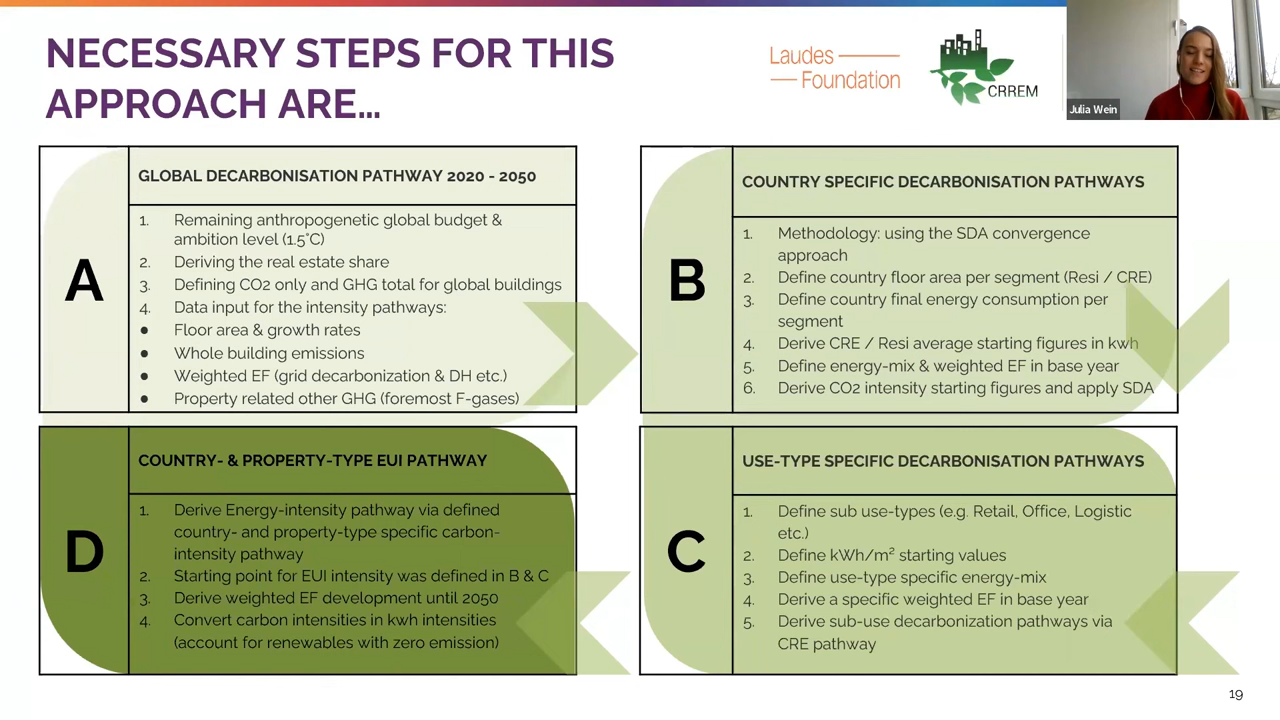 NECESSARY STEPS FOR THIS
APPROACH ARE...
Laudes
Foundation
CRREM
Julia Wein
A
GLOBAL DECARBONISATION PATHWAY 2020 - 2050
1. Remaining anthropogenetic global budget &
ambition level (1.5°C)
2. Deriving the real estate share
3. Defining CO2 only and GHG total for global buildings
4. Data input for the intensity pathways:
● Floor area & growth rates
● Whole building emissions
● Weighted EF (grid decarbonization & DH etc.)
● Property related other GHG (foremost F-gases)
B
COUNTRY SPECIFIC DECARBONISATION PATHWAYS
1. Methodology: using the SDA convergence
approach
2. Define country floor area per segment (Resi / CRE)
3. Define country final energy consumption per
segment
4. Derive CRE / Resi average starting figures in kwh
5. Define energy-mix & weighted EF in base year
6. Derive CO2 intensity starting figures and apply SDA
D
COUNTRY- & PROPERTY-TYPE EUI PATHWAY
1. Derive Energy-intensity pathway via defined
country- and property-type specific carbon-
intensity pathway
2. Starting point for EUI intensity was defined in B & C
3. Derive weighted EF development until 2050
4. Convert carbon intensities in kwh intensities
(account for renewables with zero emission)
C
USE-TYPE SPECIFIC DECARBONISATION PATHWAYS
1. Define sub use-types (e.g. Retail, Office, Logistic
etc.)
2. Define kWh/m² starting values
3. Define use-type specific energy-mix
4. Derive a specific weighted EF in base year
5. Derive sub-use decarbonization pathways via
CRE pathway
19